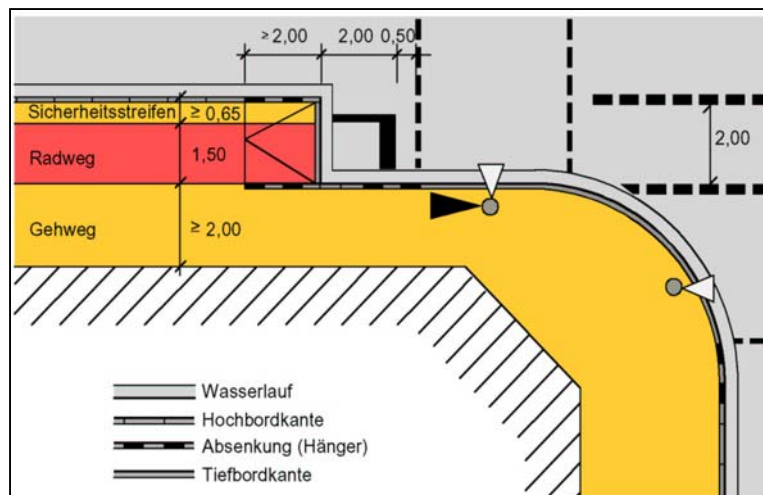 ≥2,00 2,00 0,50
Sicherheitsstreifen ≥ 0,65
2,00
Radweg 1,50
Gehweg ≥ 2,00
Wasserlauf
Hochbordkante
Absenkung (Hänger)
Tiefbordkante